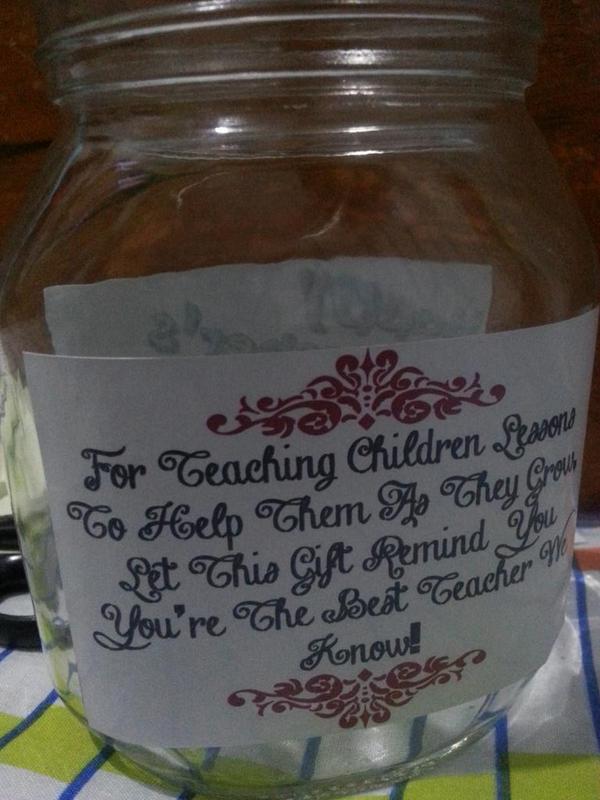 For Teaching Children Lessons
To Help Them As They Grow,
Let This Gift Remind You
You're The Best Teacher We
Know!